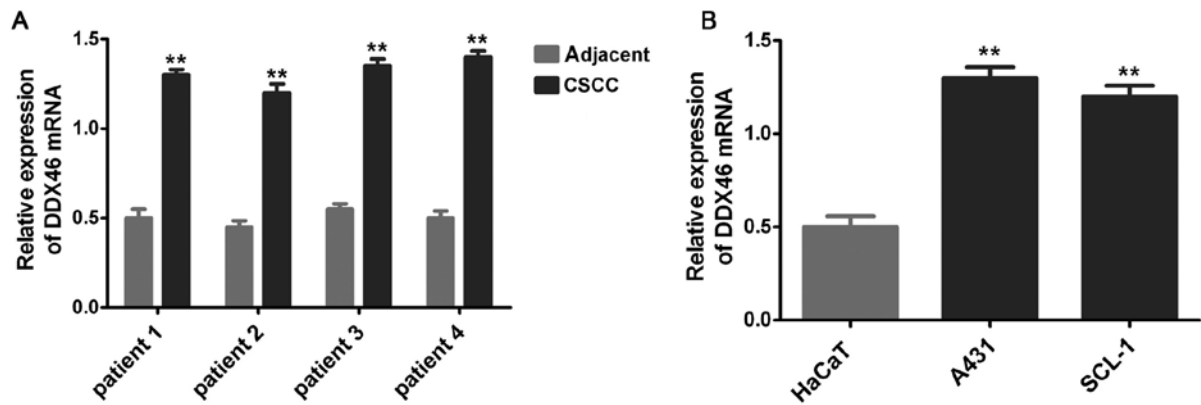 A
Relative expression
of DDX46 mRNA
1.5
1.0
0.5
0.0
**
**
**
**
patient 1
patient 2
patient 3
patient 4
Adjacent
CSCC
B
Relative expression
of DDX46 mRNA
1.5
1.0
0.5
0.0
**
**
HaCaT
A431
SCL-1